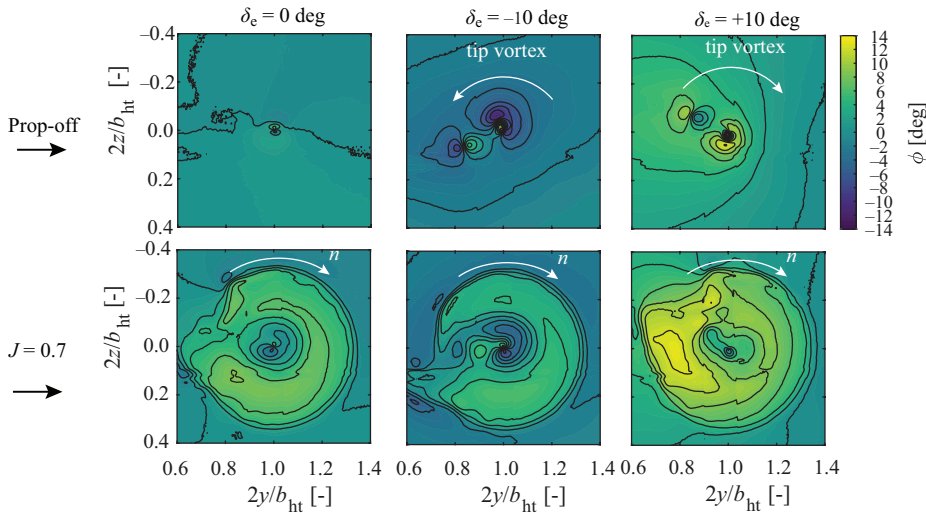 δe = 0 deg
δe = –10 deg
δe = +10 deg
Prop-off
2z/bht [-]
–0.4
–0.2
0.0
0.2
0.4
tip vortex
tip vortex
14
12
10
8
6
4
2
0
–2
–4
–6
–8
–10
–12
–14
ϕ [deg]
J = 0.7
2z/bht [-]
–0.4
–0.2
0.0
0.2
0.4
n
n
n
0.6 0.8 1.0 1.2 1.4
0.6 0.8 1.0 1.2 1.4
0.6 0.8 1.0 1.2 1.4
2y/bht [-]
2y/bht [-]
2y/bht [-]